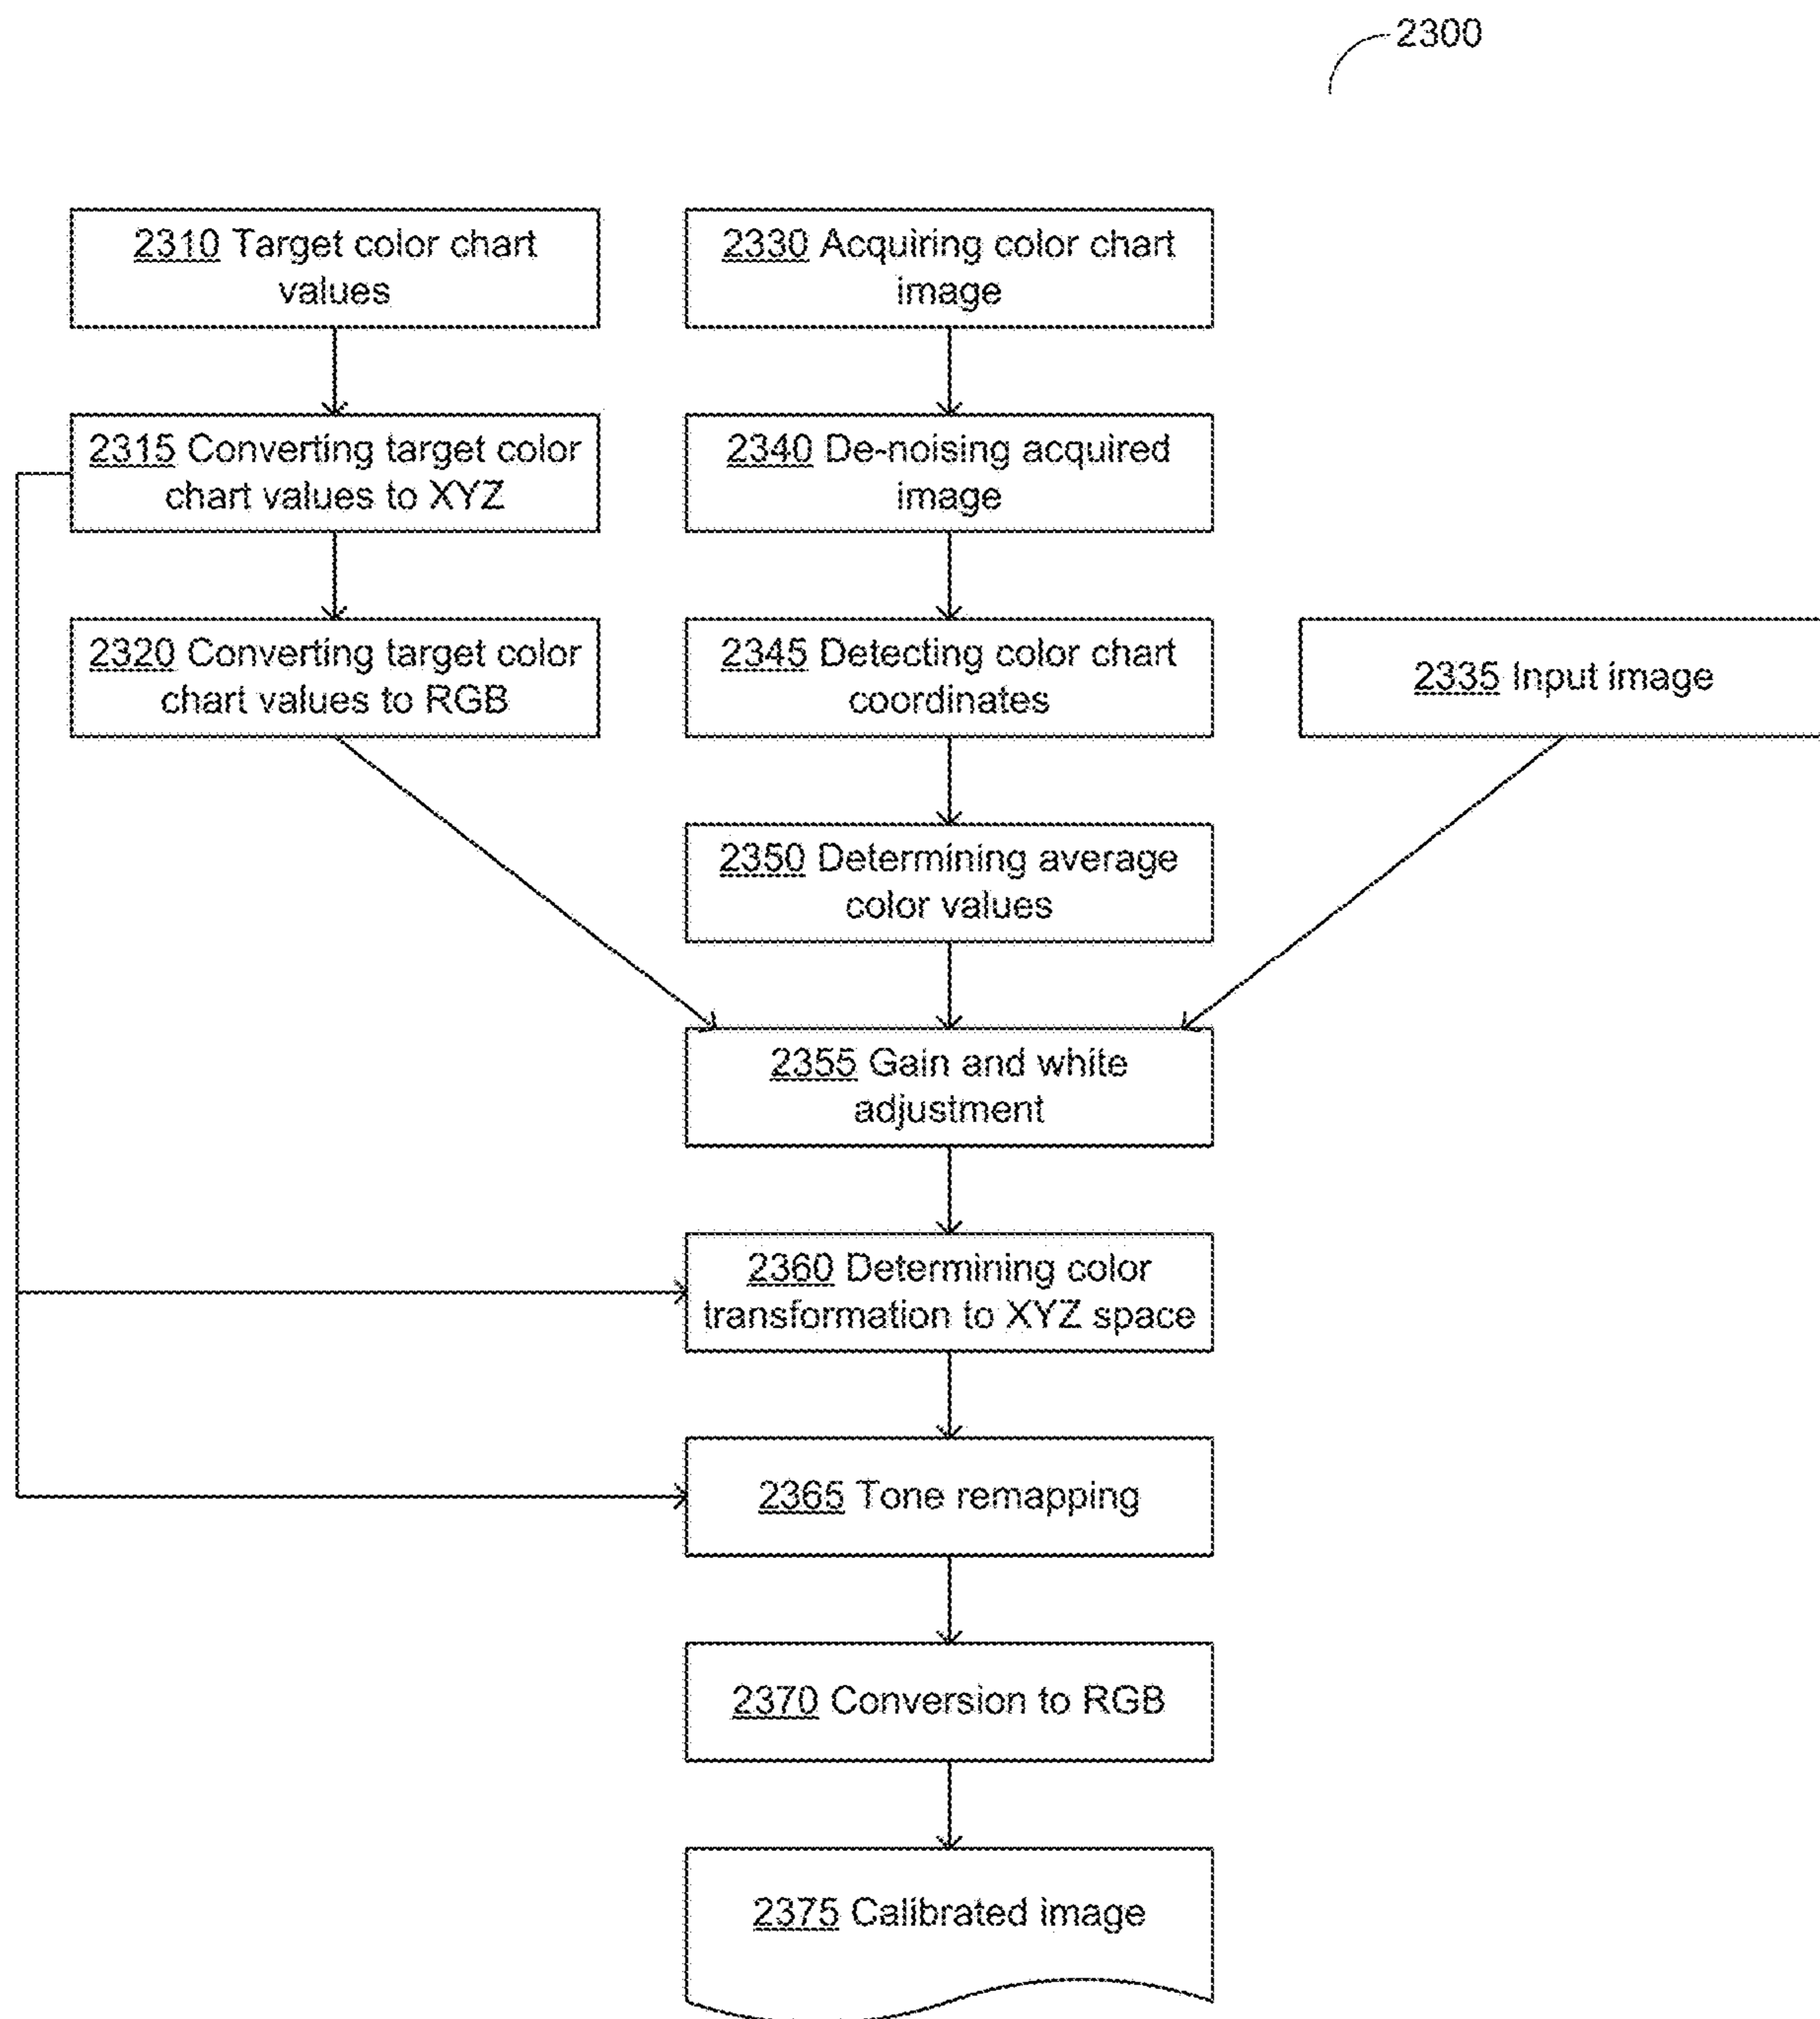 2300
2310 Target color chart
values
2330 Acquiring color chart
image
2315 Converting target color
chart values to XYZ
2340 De-noising acquired
image
2320 Converting target color
chart values to RGB
2345 Detecting color chart
coordinates
2335 Input image
2350 Determining average
color values
2355 Gain and white
adjustment
2360 Determining color
transformation to XYZ space
2365 Tone remapping
2370 Conversion to RGB
2375 Calibrated image